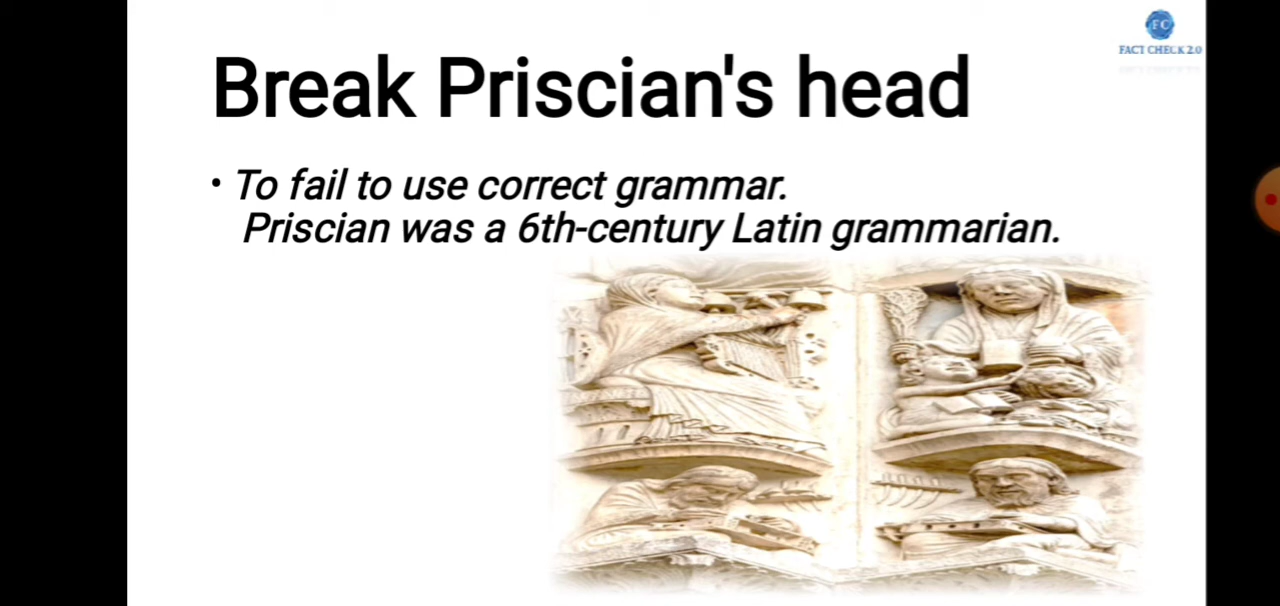 FC
FACT CHECK 2.0
Break Priscian's head
• To fail to use correct grammar.
Priscian was a 6th-century Latin grammarian.